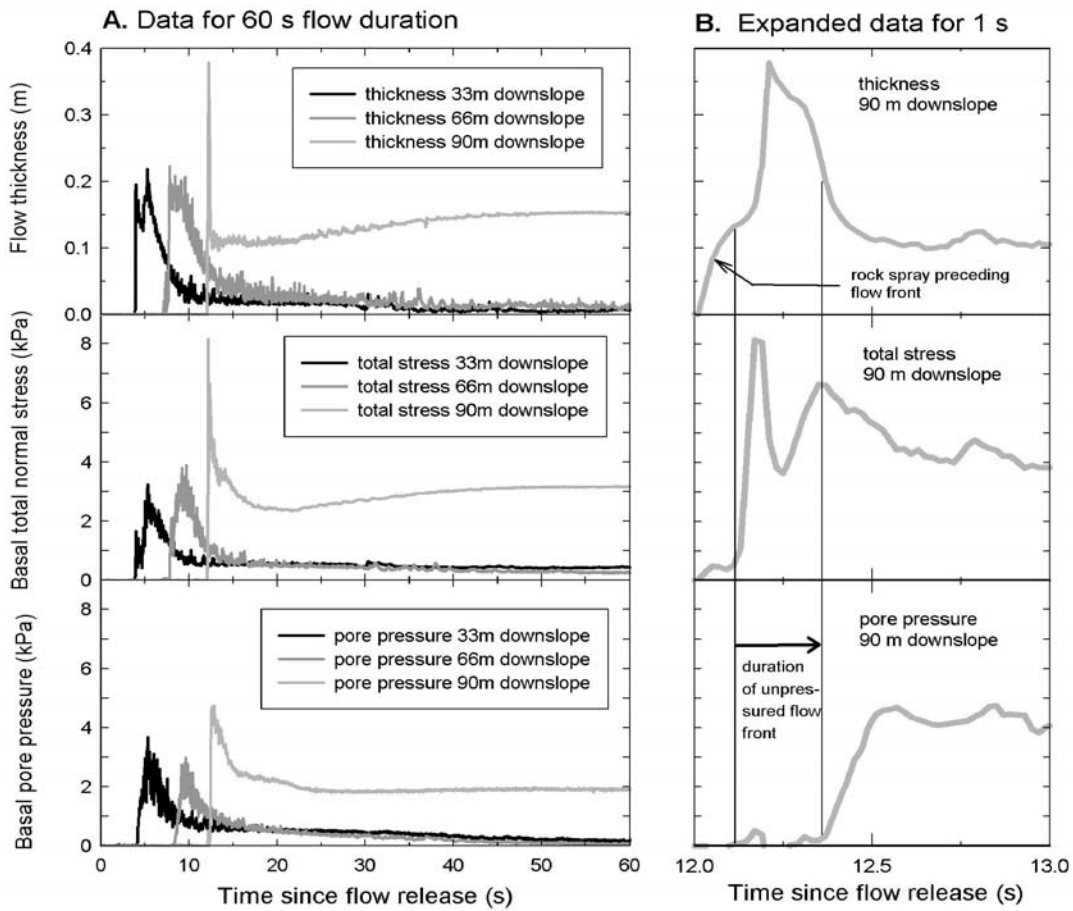 A. Data for 60 s flow duration
B. Expanded data for 1 s
Flow thickness (m)
0.4
0.3
0.2
0.1
0.0
thickness 33m downslope
thickness 66m downslope
thickness 90m downslope
thickness
90 m downslope
rock spray preceding
flow front
Basal total normal stress (kPa)
8
6
4
2
0
total stress 33m downslope
total stress 66m downslope
total stress 90m downslope
total stress
90 m downslope
Basal pore pressure (kPa)
8
6
4
2
0
pore pressure 33m downslope
pore pressure 66m downslope
pore pressure 90m downslope
pore pressure
90 m downslope
duration
of unpres-
sured flow
front
0 10 20 30 40 50 60
Time since flow release (s)
12.0 12.5 13.0
Time since flow release (s)